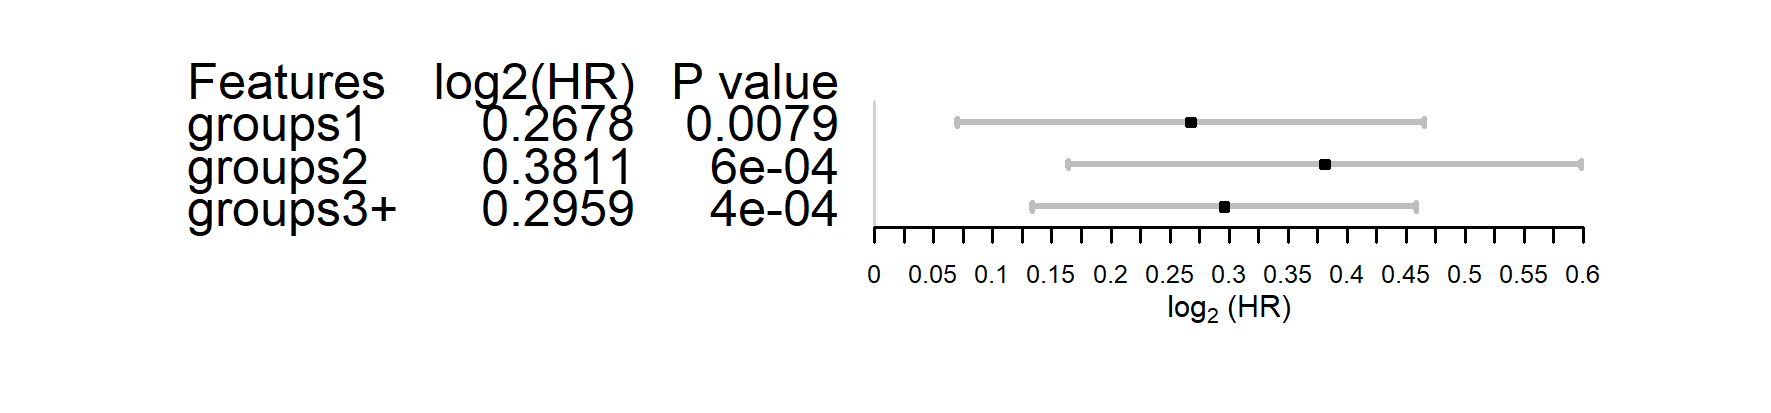 Features log2(HR) P value
groups1 0.2678 0.0079
groups2 0.3811 6e-04
groups3+ 0.2959 4e-04
0 0.05 0.1 0.15 0.2 0.25 0.3 0.35 0.4 0.45 0.5 0.55 0.6
log₂ (HR)